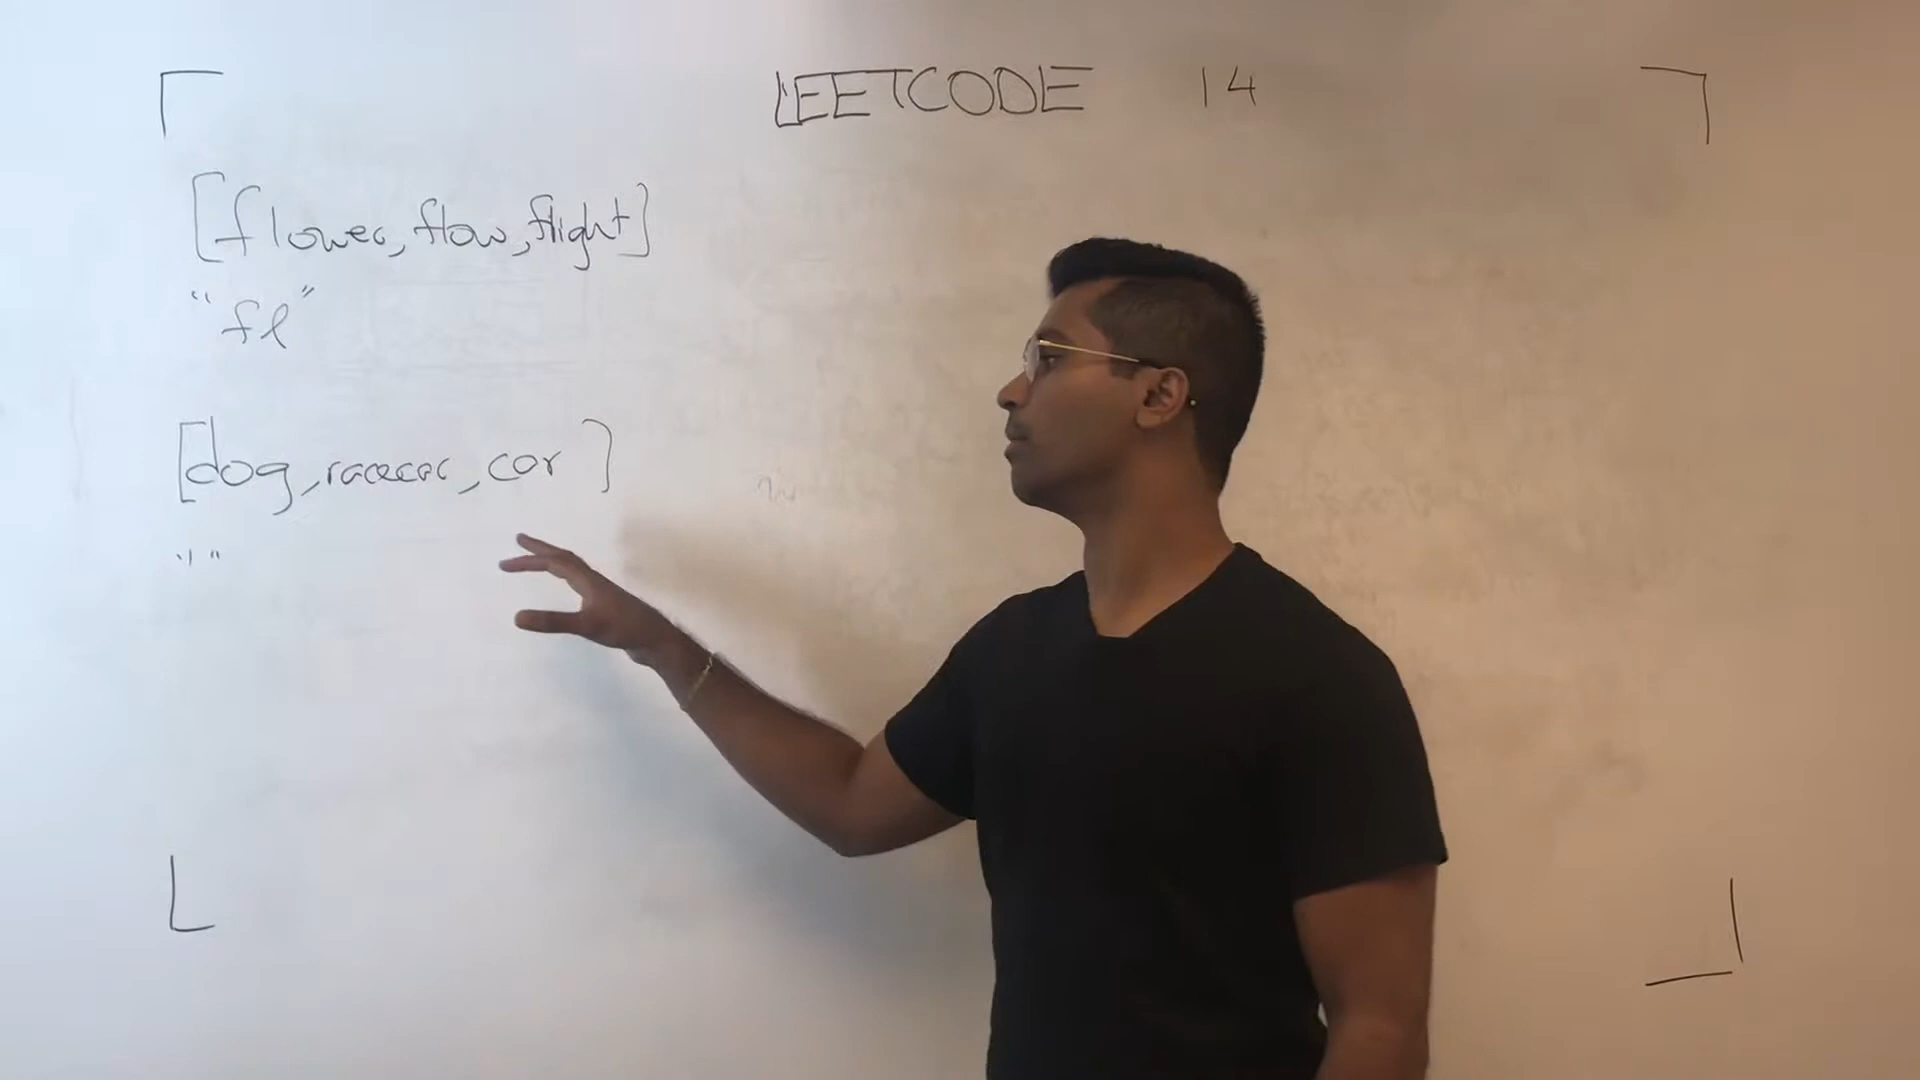 LEETCODE 14
[flower, flow, flight]
"fl"
[dog, racecar, car]
" "